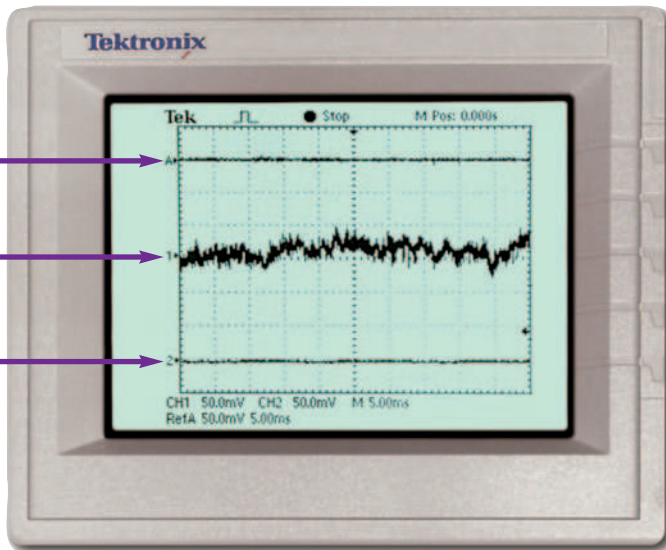 Tektronix
Tek Stop M Pos: 0.000s
A
1
2
CH1 50.0mV CH2 50.0mV M 5.00ms
RefA 50.0mV 5.00ms